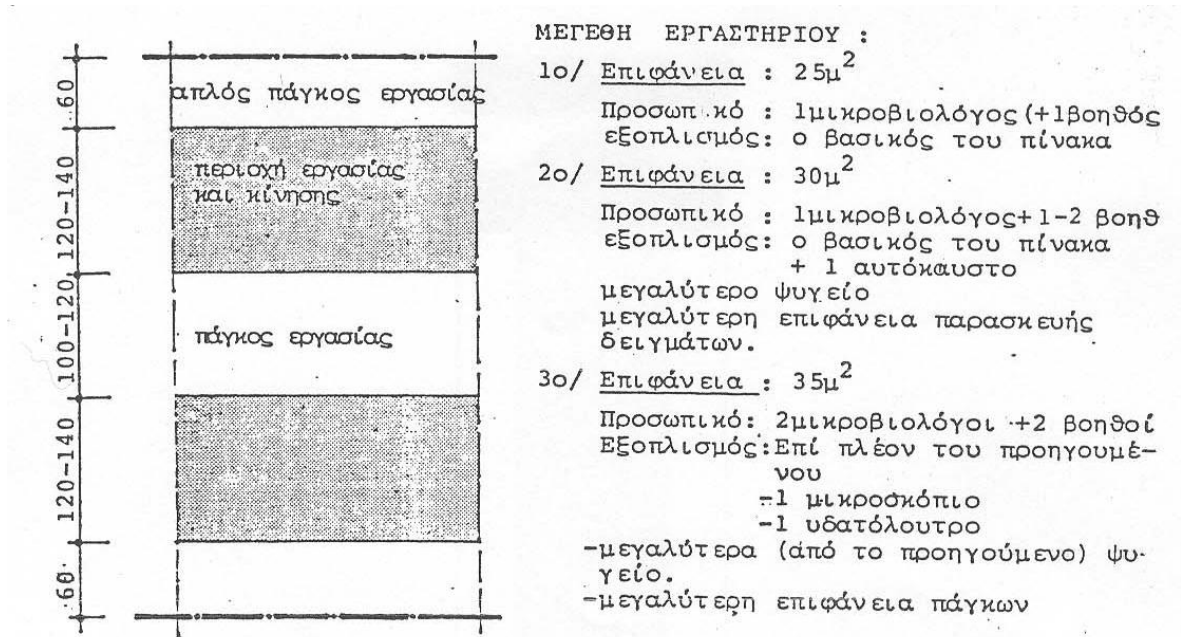 .60
120-140
100-120
120-140
.60
απλός πάγκος εργασίας
περιοχή εργασίας
και κίνησης
πάγκος εργασίας
ΜΕΓΕΘΗ ΕΡΓΑΣΤΗΡΙΟΥ :
1ο/ Επιφάνεια : 25μ²
Προσωπικό : 1μικροβιολόγος(+1βοηθός
εξοπλισμός: ο βασικός του πίνακα
2ο/ Επιφάνεια : 30μ²
Προσωπικό : 1μικροβιολόγος+1-2 βοηθ
εξοπλισμός: ο βασικός του πίνακα
+ 1 αυτόκαυστο
μεγαλύτερο ψυγείο
μεγαλύτερη επιφάνεια παρασκευής
δειγμάτων.
3ο/ Επιφάνεια : 35μ²
Προσωπικό: 2μικροβιολόγοι +2 βοηθοί
Εξοπλισμός:Επί πλέον του προηγουμέ-
νου
-1 μικροσκόπιο
-1 υδατόλουτρο
-μεγαλύτερα (από το προηγούμενο) ψυ-
γείο.
-μεγαλύτερη επιφάνεια πάγκων